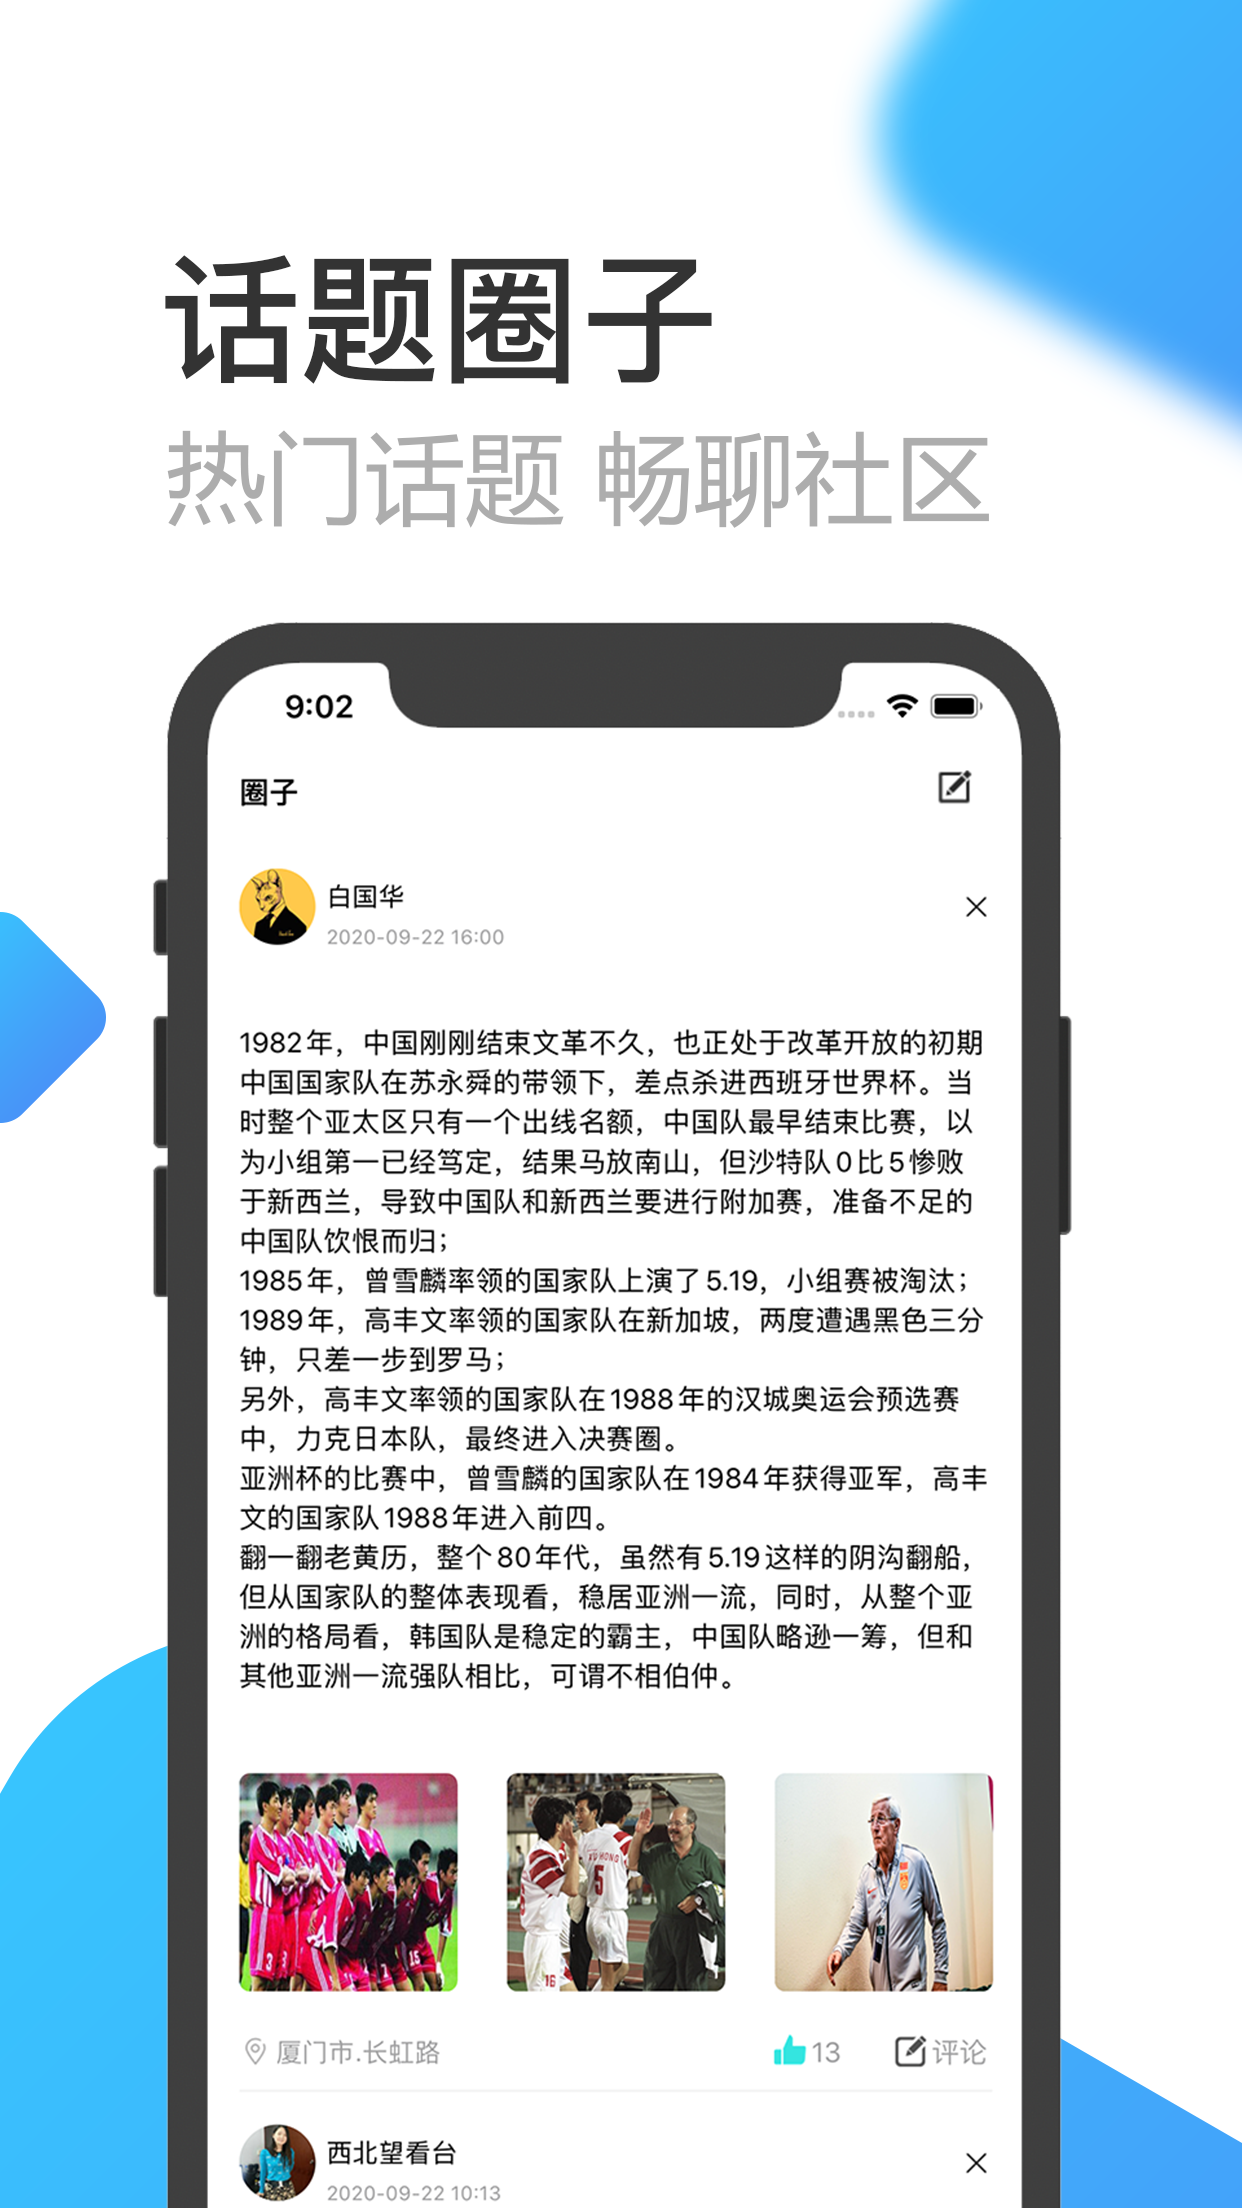 话题圈子
热门话题 畅聊社区
9:02
圈子
白国华
2020-09-22 16:00
1982年，中国刚刚结束文革不久，也正处于改革开放的初期
中国国家队在苏永舜的带领下，差点杀进西班牙世界杯。当
时整个亚太区只有一个出线名额，中国队最早结束比赛，以
为小组第一已经笃定，结果马放南山，但沙特队0比5惨败
于新西兰，导致中国队和新西兰要进行附加赛，准备不足的
中国队饮恨而归；
1985年，曾雪麟率领的国家队上演了5.19，小组赛被淘汰；
1989年，高丰文率领的国家队在新加坡，两度遭遇黑色三分
钟，只差一步到罗马；
另外，高丰文率领的国家队在1988年的汉城奥运会预选赛
中，力克日本队，最终进入决赛圈。
亚洲杯的比赛中，曾雪麟的国家队在1984年获得亚军，高丰
文的国家队1988年进入前四。
翻一翻老黄历，整个80年代，虽然有5.19这样的阴沟翻船，
但从国家队的整体表现看，稳居亚洲一流，同时，从整个亚
洲的格局看，韩国队是稳定的霸主，中国队略逊一筹，但和
其他亚洲一流强队相比，可谓不相伯仲。
3
7
15
16
5
厦门市.长虹路
13
评论
西北望看台
2020-09-22 10:13